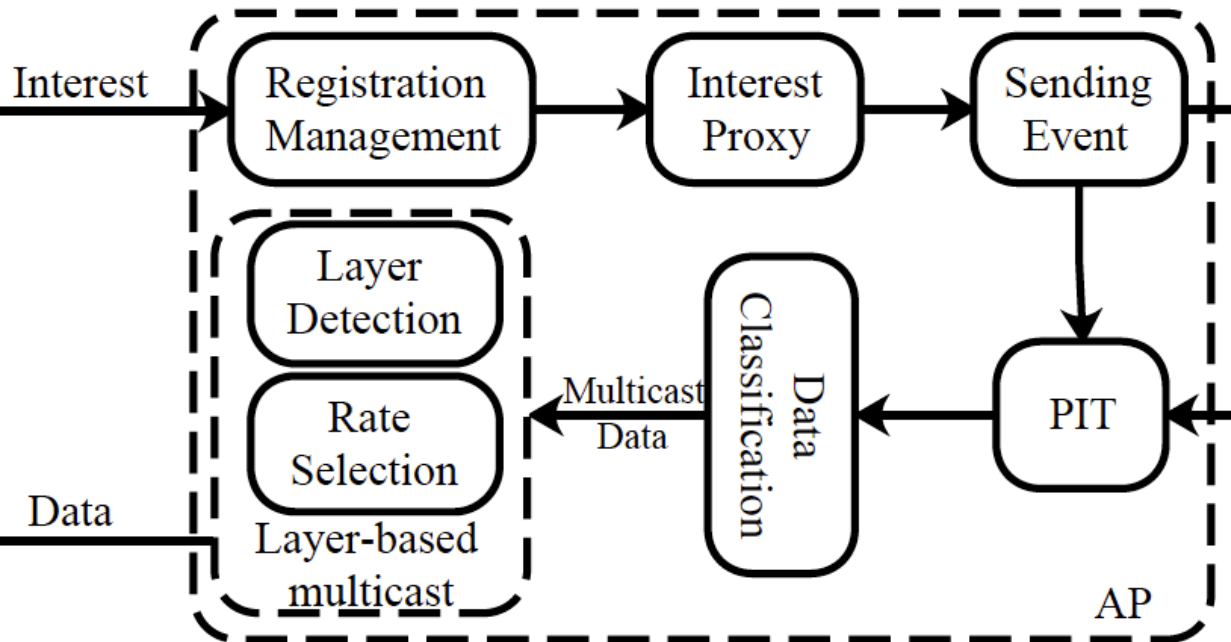 Interest
Registration
Management
Interest
Proxy
Sending
Event
Layer
Detection
Rate
Selection
Layer-based
multicast
Multicast
Data
Data
Classification
PIT
Data
AP